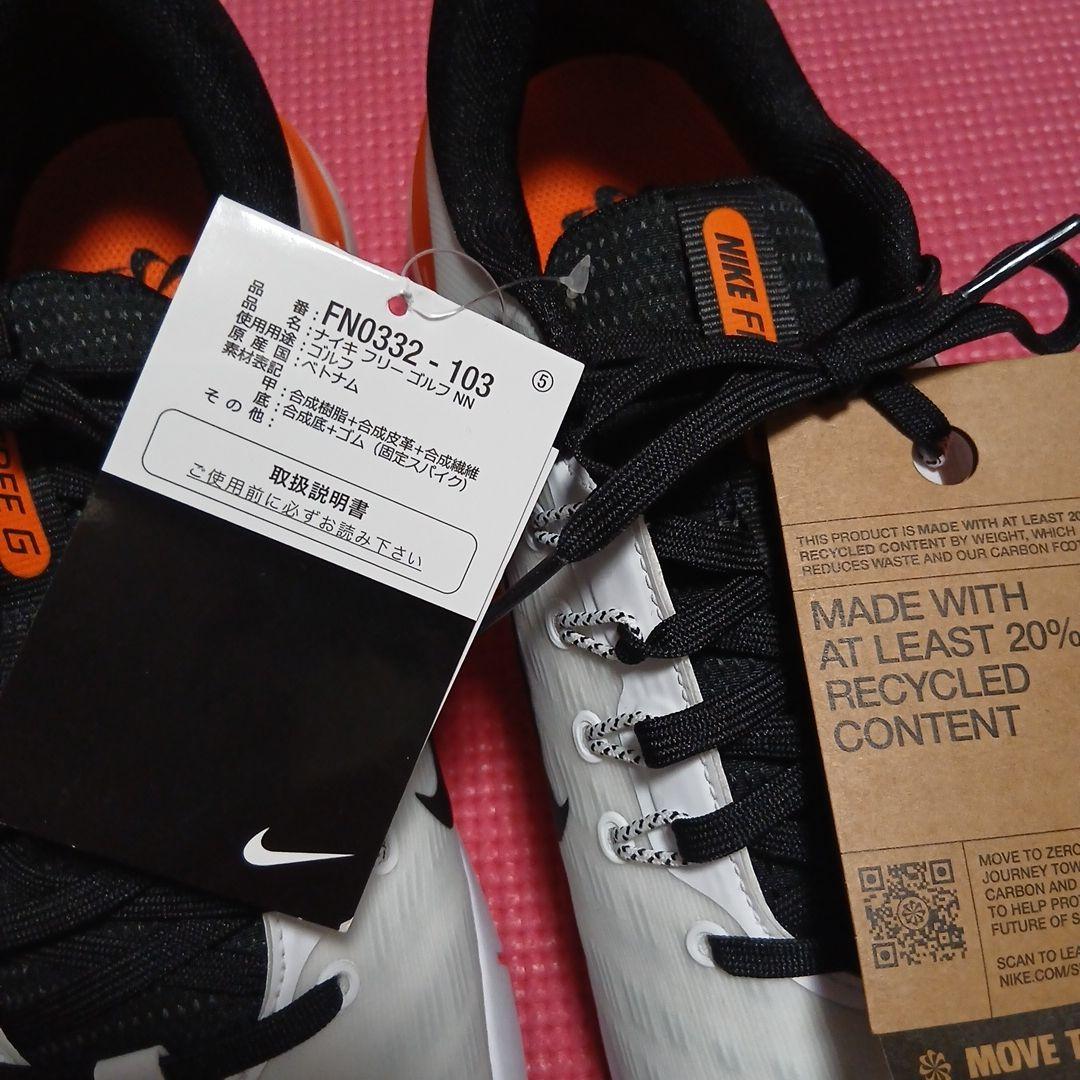 品番：FN0332-103 ⑤
品名：ナイキ フリー ゴルフ NN
使用用途：ゴルフ
原産国：ベトナム
素材表記：
甲：合成樹脂+合成皮革+合成繊維
底：合成底+ゴム（固定スパイク）
その他：
取扱説明書
ご使用前に必ずお読み下さい
NIKE F
REE G
THIS PRODUCT IS MADE WITH AT LEAST 20
RECYCLED CONTENT BY WEIGHT, WHICH
REDUCES WASTE AND OUR CARBON FOOT
MADE WITH
AT LEAST 20%
RECYCLED
CONTENT
MOVE TO ZERO
JOURNEY TOW
CARBON AND
TO HELP PRO
FUTURE OF S
SCAN TO LEA
NIKE.COM/S
MOVE T